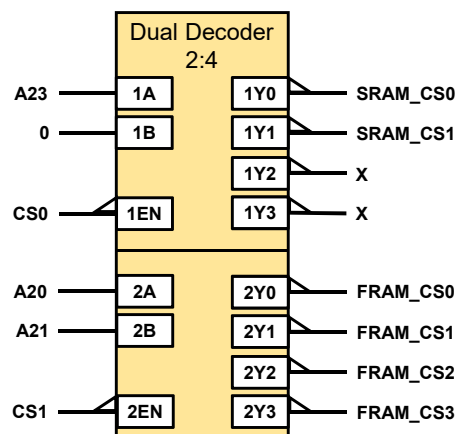 Dual Decoder
2:4
A23 1A 1Y0 SRAM_CS0
0 1B 1Y1 SRAM_CS1
1Y2 X
CS0 1EN 1Y3 X
A20 2A 2Y0 FRAM_CS0
A21 2B 2Y1 FRAM_CS1
2Y2 FRAM_CS2
CS1 2EN 2Y3 FRAM_CS3